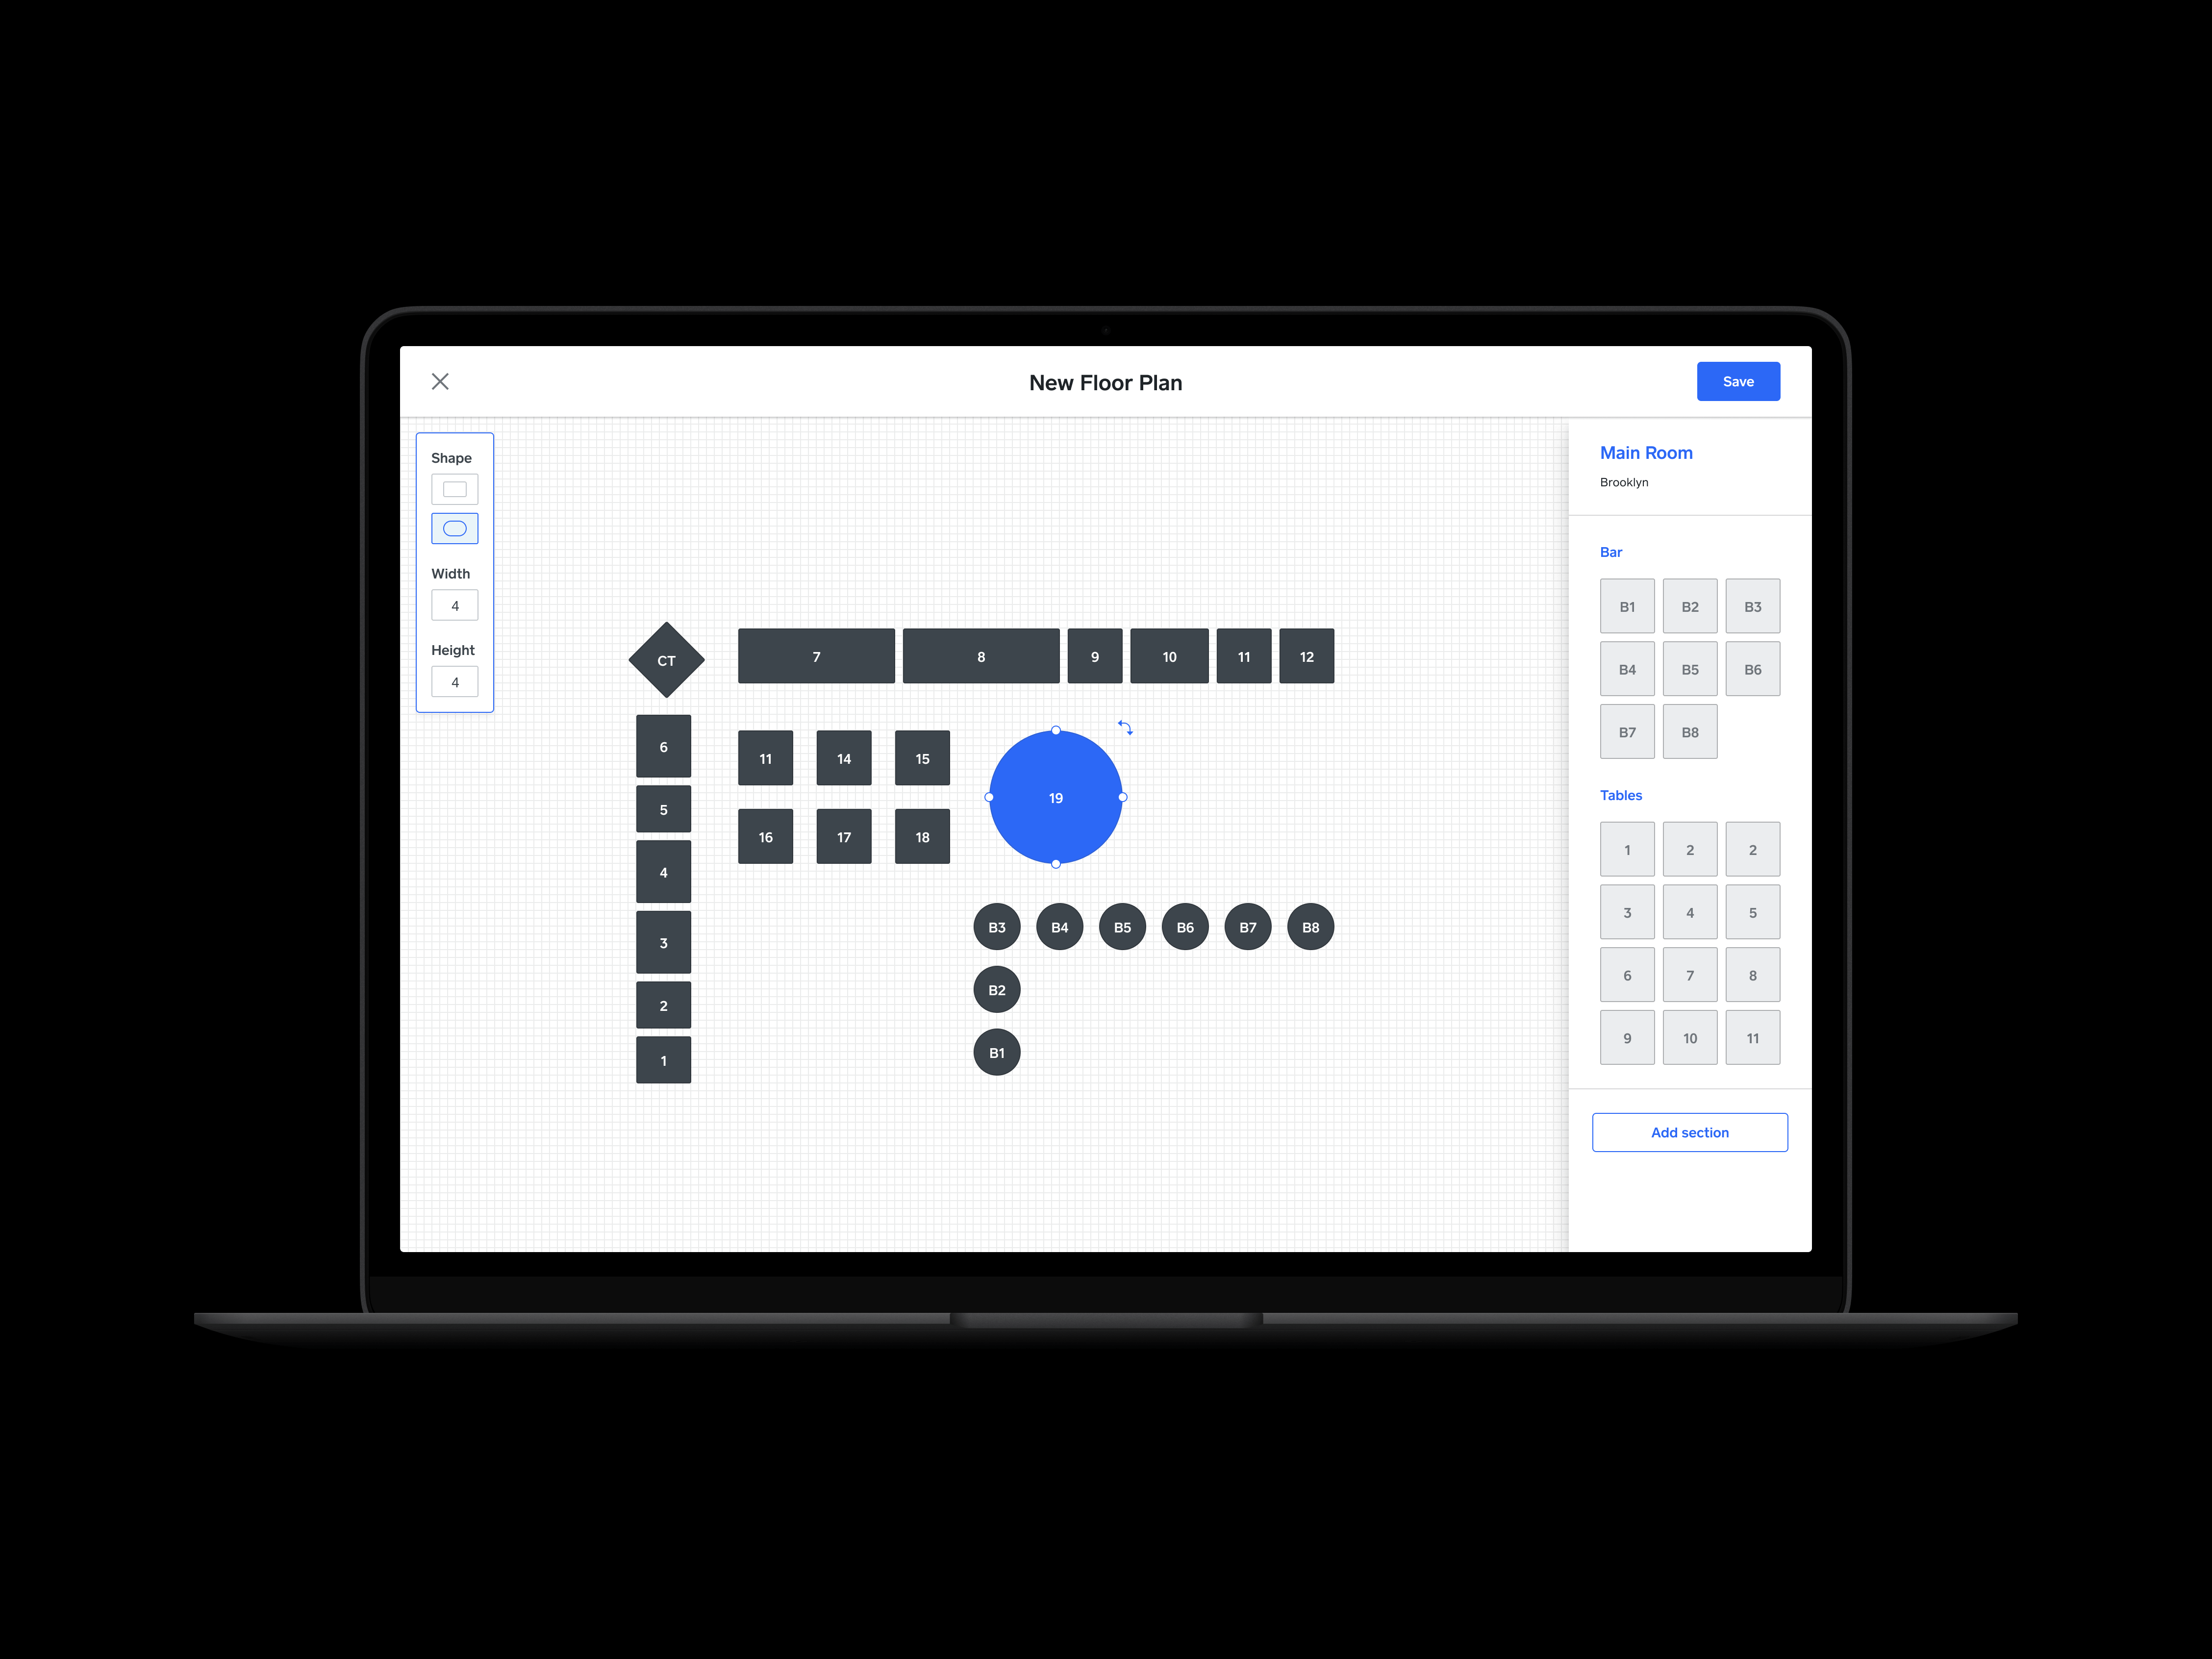 New Floor Plan
Save
Shape
Width
4
Height
4
CT
7 8 9 10 11 12
6
5
4
3
2
1
11 14 15
16 17 18
19
B3 B4 B5 B6 B7 B8
B2
B1
Main Room
Brooklyn
Bar
B1 B2 B3
B4 B5 B6
B7 B8
Tables
1 2 2
3 4 5
6 7 8
9 10 11
Add section